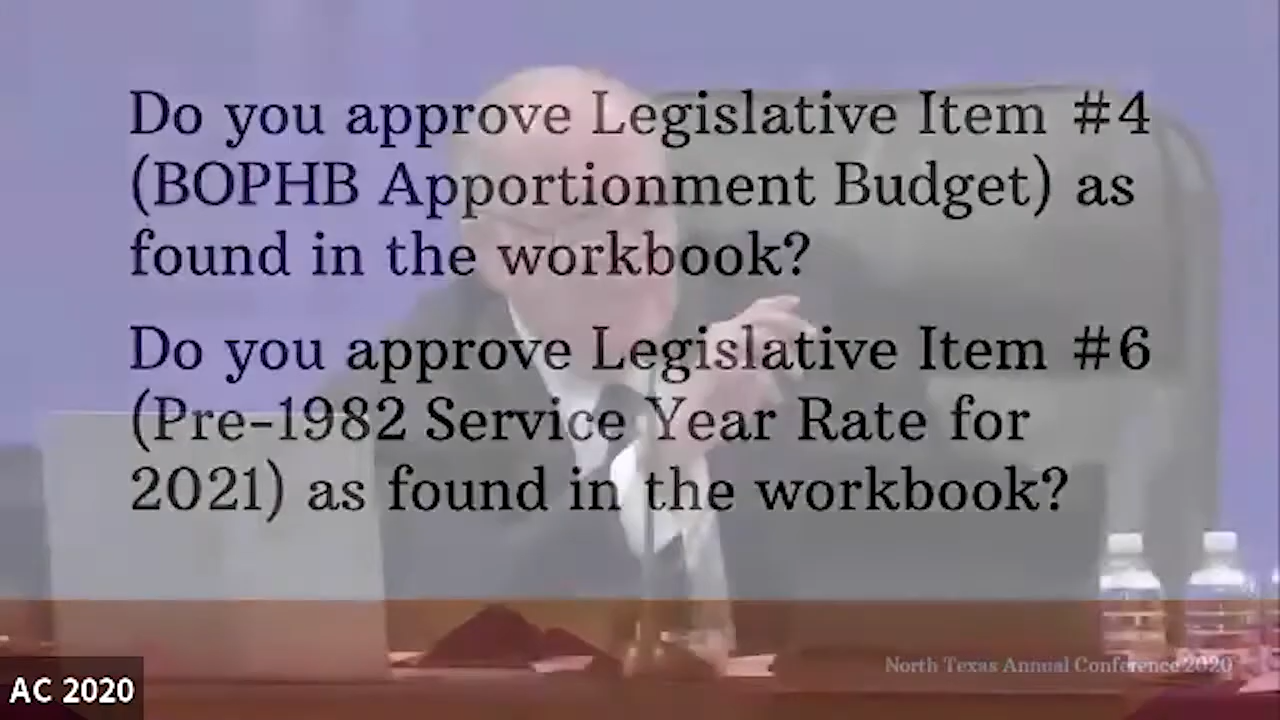 Do you approve Legislative Item #4
(BOPHB Apportionment Budget) as
found in the workbook?
Do you approve Legislative Item #6
(Pre-1982 Service Year Rate for
2021) as found in the workbook?
North Texas Annual Conference 2020
AC 2020